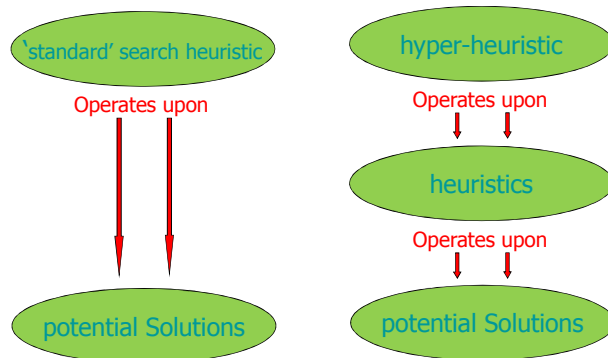 ‘standard’ search heuristic
Operates upon
potential Solutions
hyper-heuristic
Operates upon
heuristics
Operates upon
potential Solutions